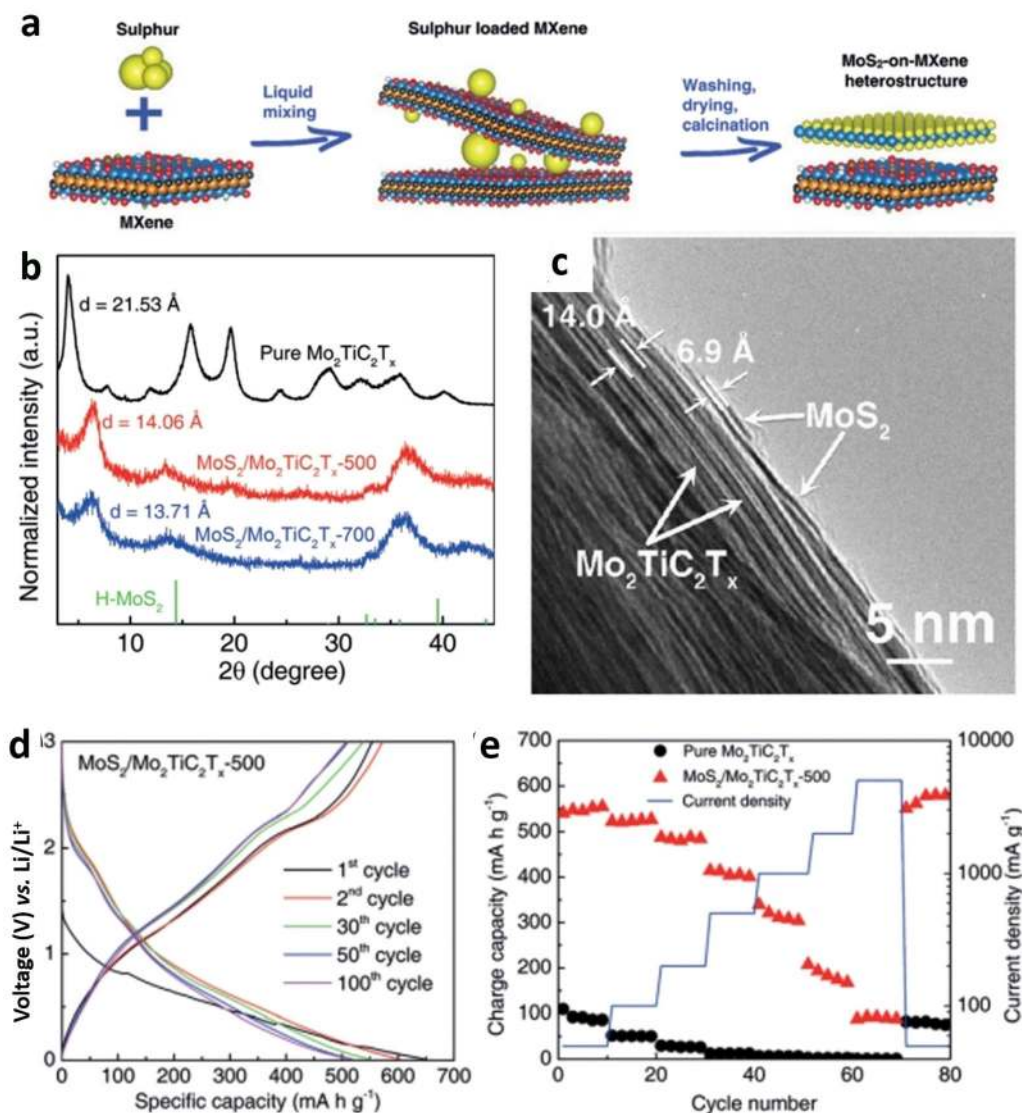 a
Sulphur
Liquid
mixing
MXene
Sulphur loaded MXene
Washing,
drying,
calcination
MoS₂-on-MXene
heterostructure
b
Normalized intensity (a.u.)
d = 21.53 Å
Pure Mo₂TiC₂Tₓ
d = 14.06 Å
MoS₂/Mo₂TiC₂Tₓ-500
d = 13.71 Å
MoS₂/Mo₂TiC₂Tₓ-700
H-MoS₂
10 20 30 40
2θ (degree)
c
14.0 Å
6.9 Å
MoS₂
Mo₂TiC₂Tₓ
5 nm
d
Voltage (V) vs. Li/Li⁺
3
2
1
0
MoS₂/Mo₂TiC₂Tₓ-500
1ˢᵗ cycle
2ⁿᵈ cycle
30ᵗʰ cycle
50ᵗʰ cycle
100ᵗʰ cycle
0 100 200 300 400 500 600 700
Specific capacity (mA h g⁻¹)
e
Charge capacity (mA h g⁻¹)
700
600
500
400
300
200
100
0
Pure Mo₂TiC₂Tₓ
MoS₂/Mo₂TiC₂Tₓ-500
Current density
10000
1000
100
Current density (mA g⁻¹)
0 20 40 60 80
Cycle number